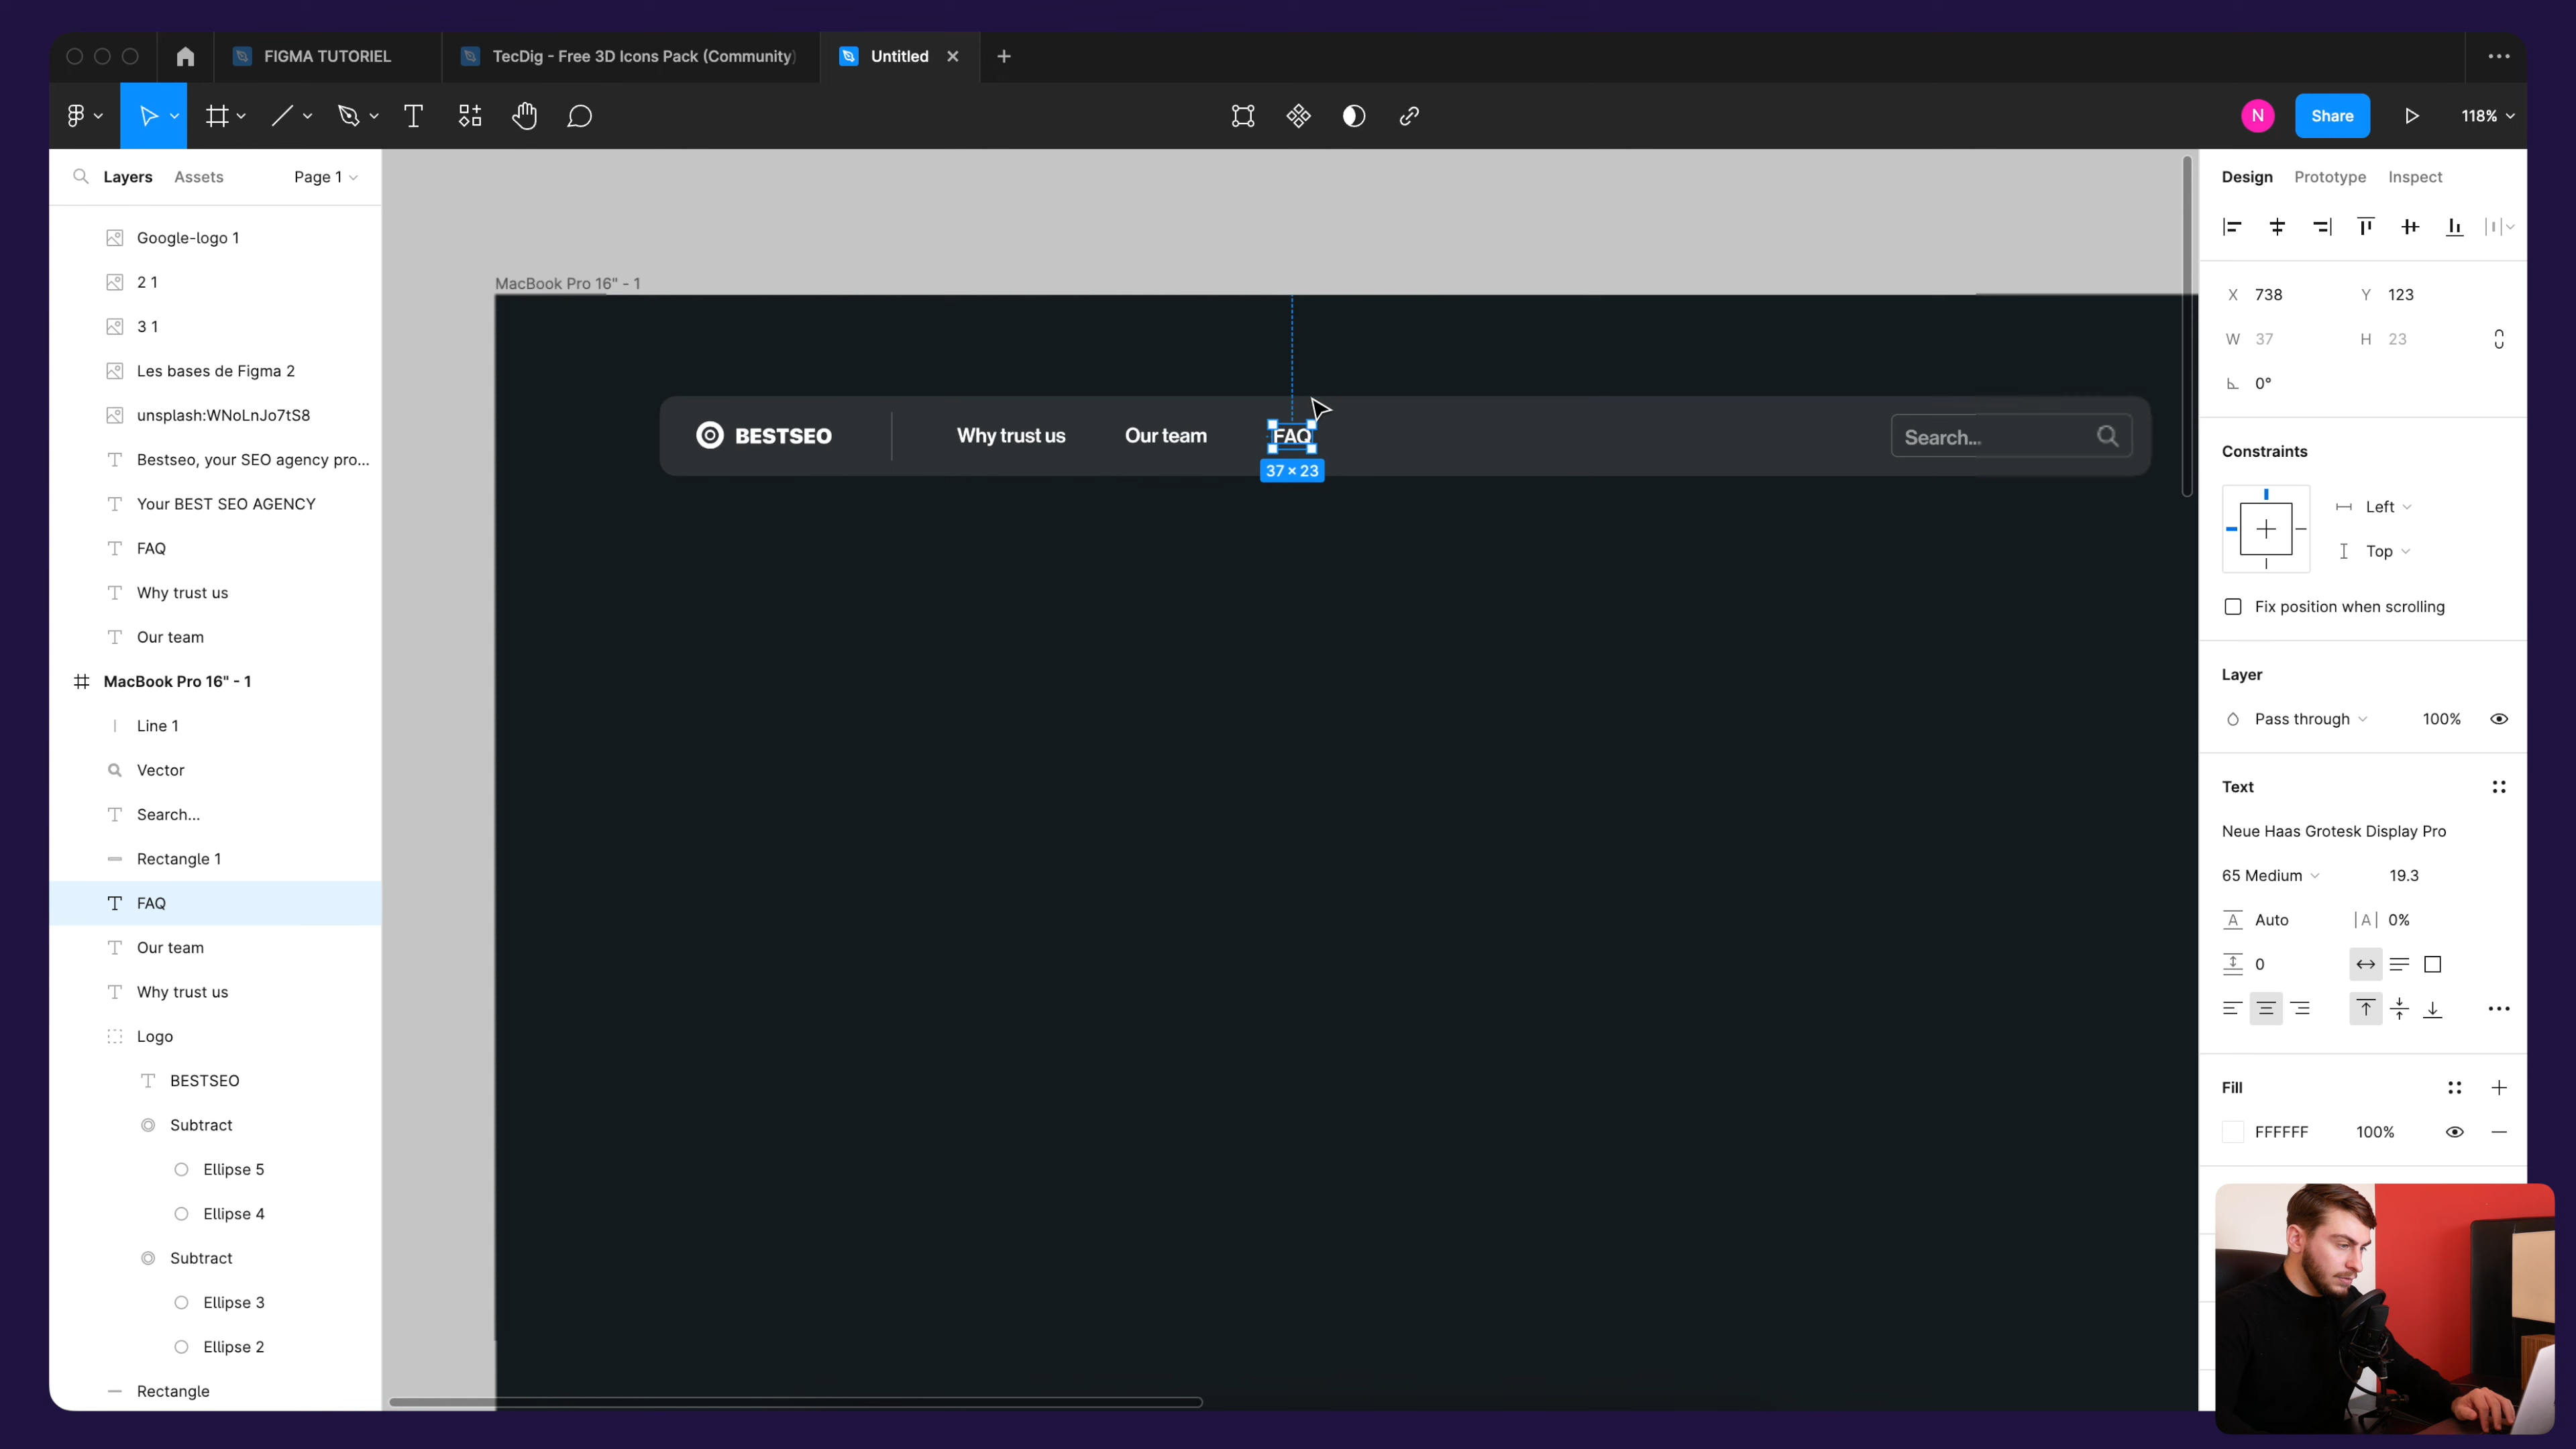 FIGMA TUTORIEL
TecDig - Free 3D Icons Pack (Community)
Untitled
N
Share
118%
Layers
Assets
Page 1
Google-logo 1
2 1
3 1
Les bases de Figma 2
unsplash:WNoLnJo7tS8
Bestseo, your SEO agency pro...
Your BEST SEO AGENCY
FAQ
Why trust us
Our team
MacBook Pro 16" - 1
Line 1
Vector
Search...
Rectangle 1
FAQ
Our team
Why trust us
Logo
BESTSEO
Subtract
Ellipse 5
Ellipse 4
Subtract
Ellipse 3
Ellipse 2
Rectangle
MacBook Pro 16" - 1
BESTSEO
Why trust us
Our team
FAQ
37 × 23
Search...
Design
Prototype
Inspect
X 738
Y 123
W 37
H 23
0°
Constraints
Left
Top
Fix position when scrolling
Layer
Pass through
100%
Text
Neue Haas Grotesk Display Pro
65 Medium
19.3
A Auto
|A| 0%
0
Fill
FFFFFF
100%